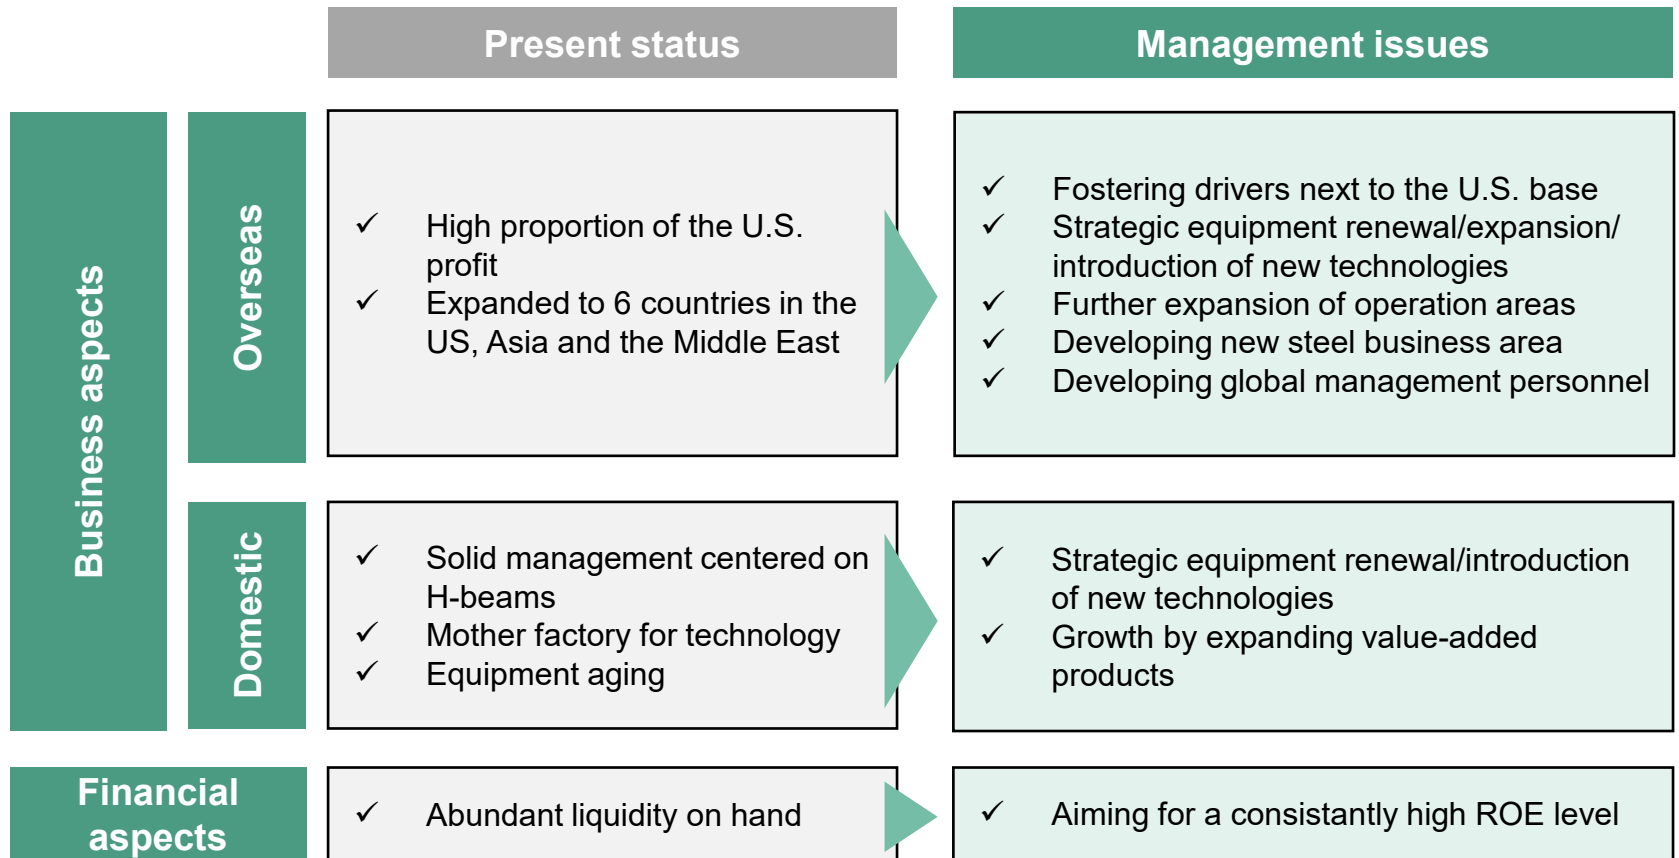 Present status
Management issues
Business aspects
Overseas
✓ High proportion of the U.S.
profit
✓ Expanded to 6 countries in the
US, Asia and the Middle East
✓ Fostering drivers next to the U.S. base
✓ Strategic equipment renewal/expansion/
introduction of new technologies
✓ Further expansion of operation areas
✓ Developing new steel business area
✓ Developing global management personnel
Domestic
✓ Solid management centered on
H-beams
✓ Mother factory for technology
✓ Equipment aging
✓ Strategic equipment renewal/introduction
of new technologies
✓ Growth by expanding value-added
products
Financial
aspects
✓ Abundant liquidity on hand
✓ Aiming for a consistantly high ROE level